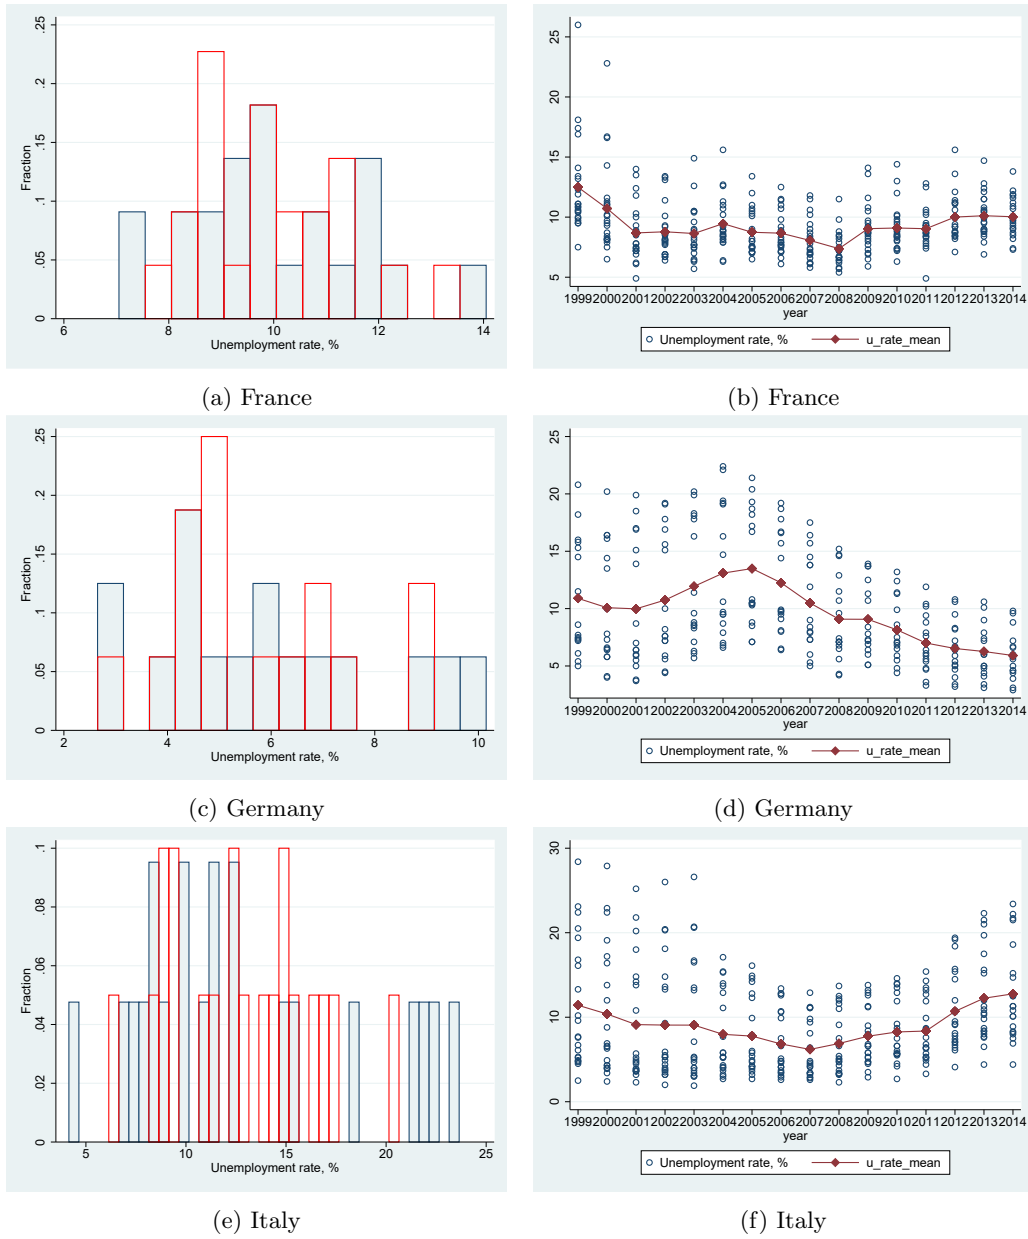 .25
.2
.15
.1
.05
0
Fraction
6 8 10 12 14
Unemployment rate, %
(a) France
25
20
15
10
5
1999 2000 2001 2002 2003 2004 2005 2006 2007 2008 2009 2010 2011 2012 2013 2014
year
Unemployment rate, % u_rate_mean
(b) France
.25
.2
.15
.1
.05
0
Fraction
2 4 6 8 10
Unemployment rate, %
(c) Germany
25
20
15
10
5
1999 2000 2001 2002 2003 2004 2005 2006 2007 2008 2009 2010 2011 2012 2013 2014
year
Unemployment rate, % u_rate_mean
(d) Germany
.1
.08
.06
.04
.02
0
Fraction
5 10 15 20 25
Unemployment rate, %
(e) Italy
30
20
10
0
1999 2000 2001 2002 2003 2004 2005 2006 2007 2008 2009 2010 2011 2012 2013 2014
year
Unemployment rate, % u_rate_mean
(f) Italy